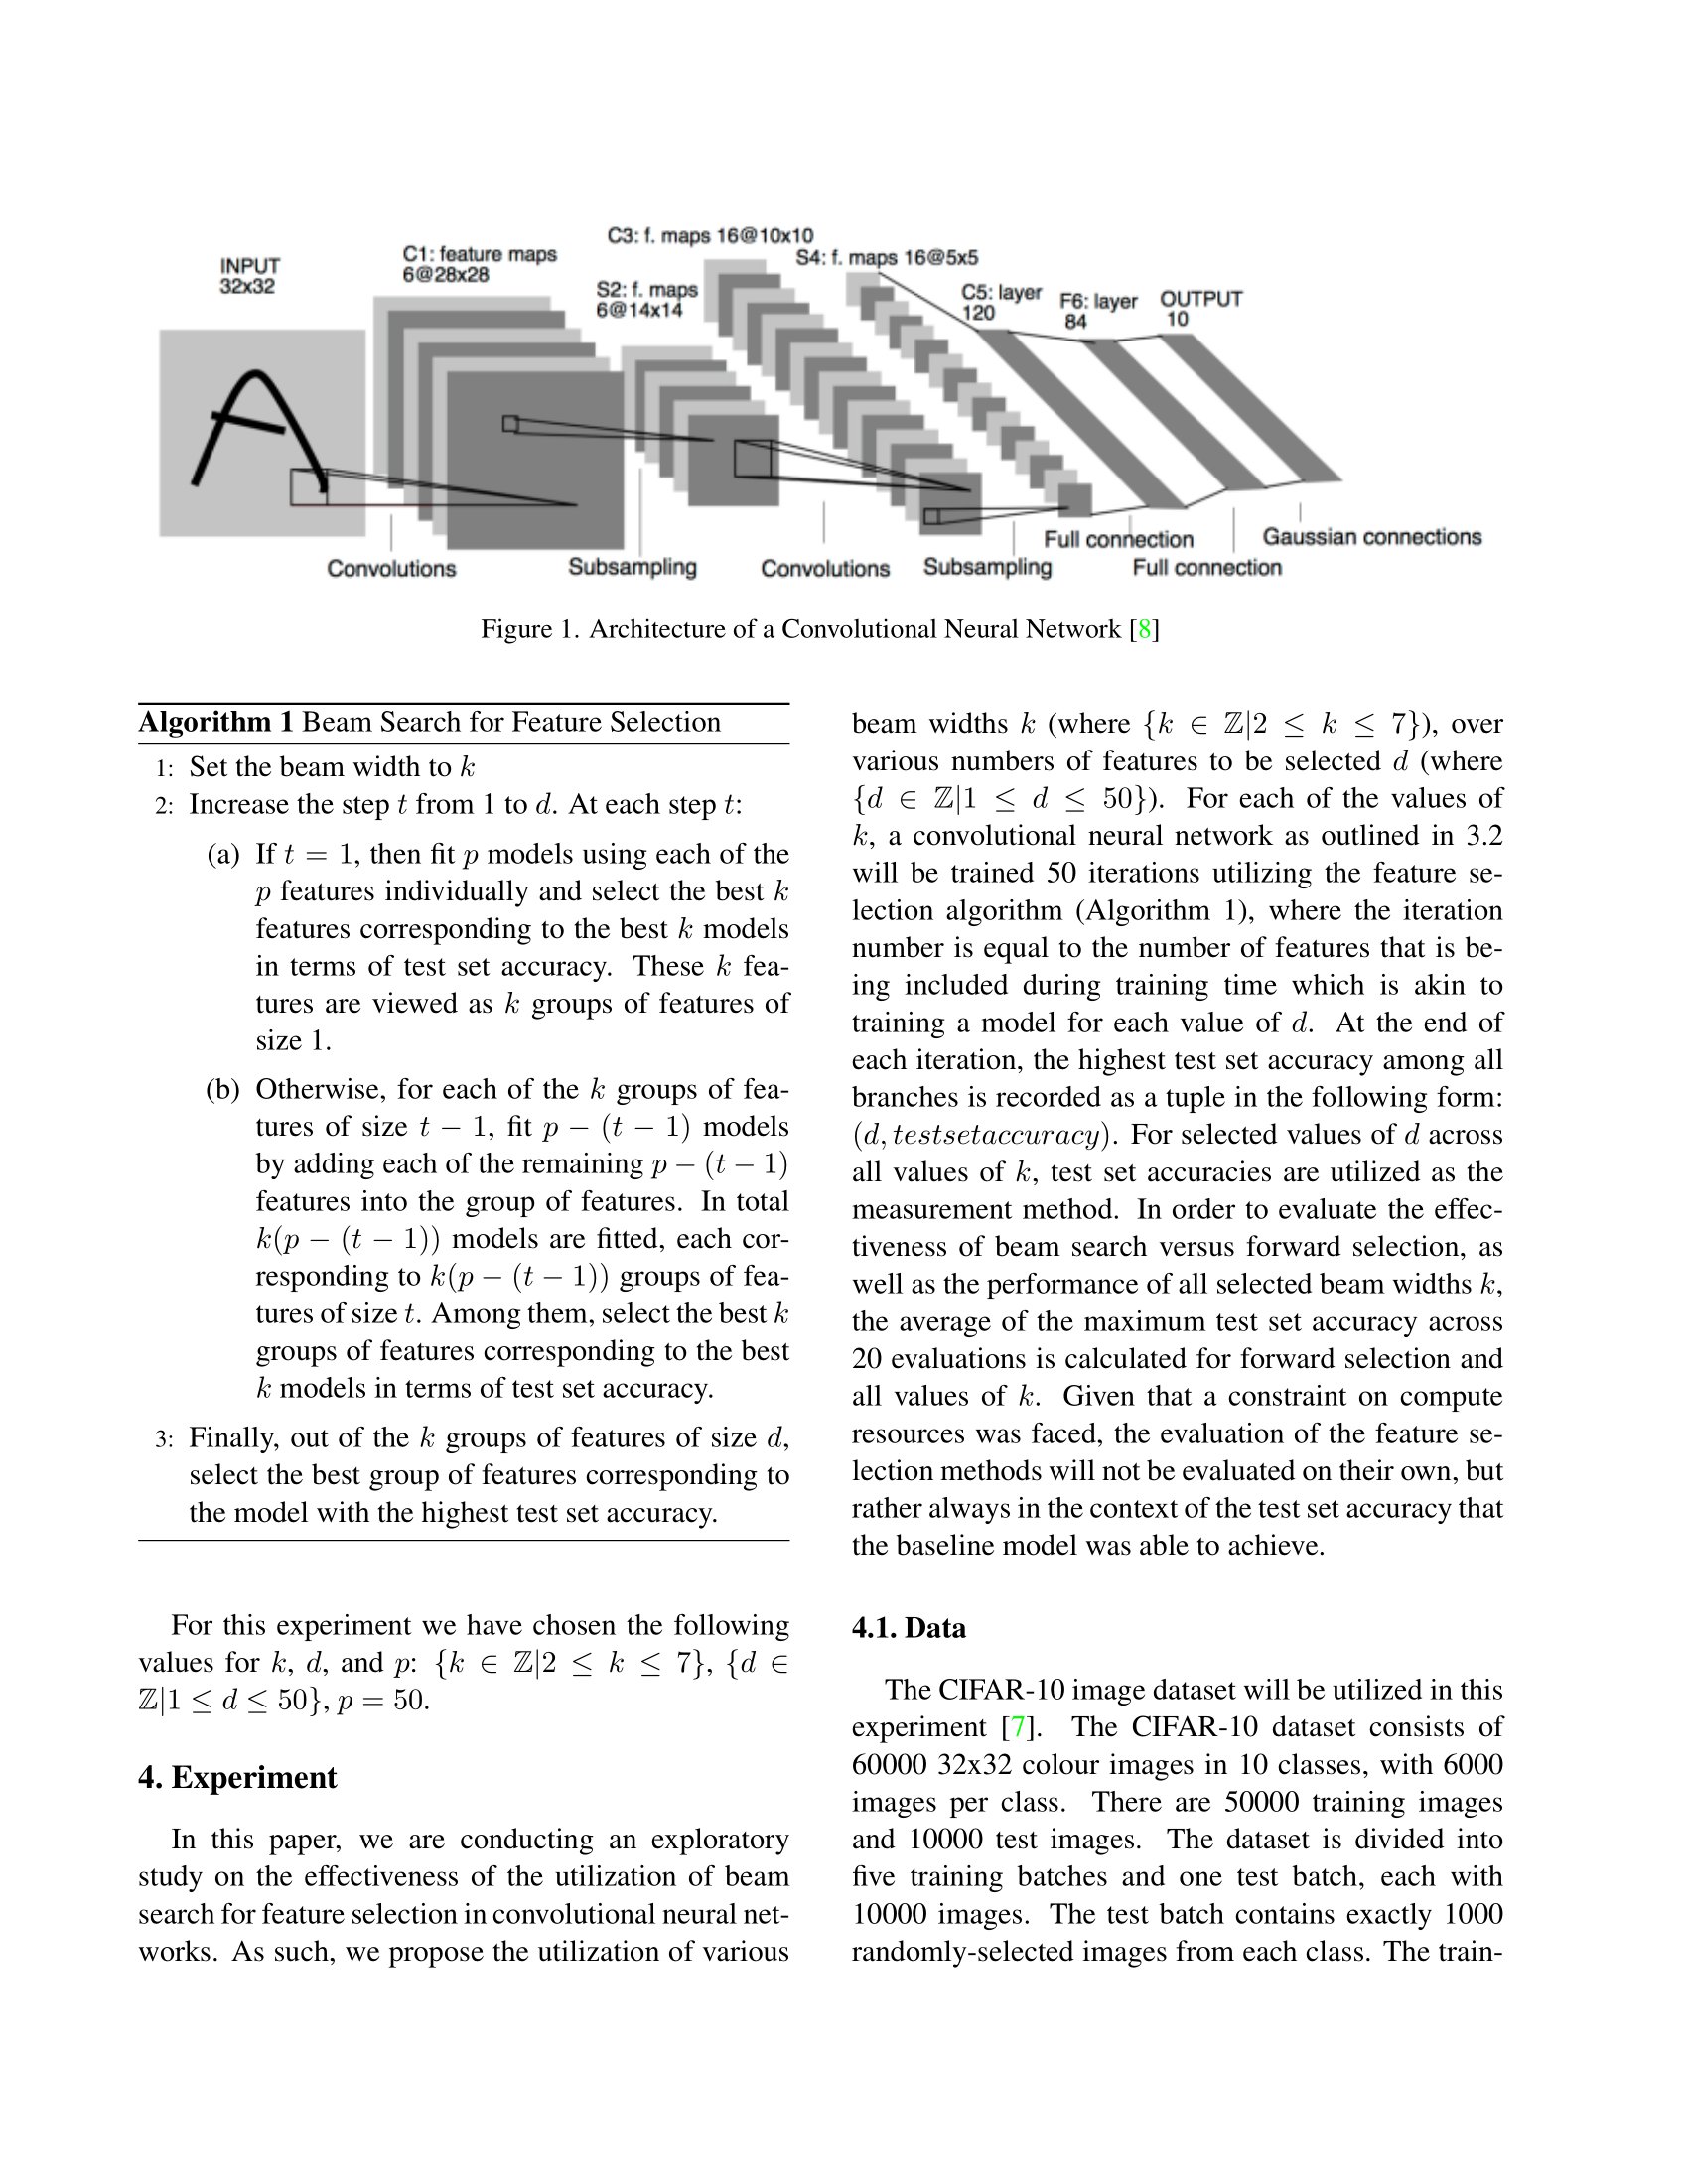 INPUT
32x32
C1: feature maps
6@28x28
S2: f. maps
6@14x14
C3: f. maps 16@10x10
S4: f. maps 16@5x5
C5: layer
120
F6: layer
84
OUTPUT
10
A
Convolutions
Subsampling
Convolutions
Subsampling
Full connection
Full connection
Gaussian connections
Figure 1. Architecture of a Convolutional Neural Network [8]
Algorithm 1 Beam Search for Feature Selection
1: Set the beam width to k
2: Increase the step t from 1 to d. At each step t:
(a) If t = 1, then fit p models using each of the
p features individually and select the best k
features corresponding to the best k models
in terms of test set accuracy. These k fea-
tures are viewed as k groups of features of
size 1.
(b) Otherwise, for each of the k groups of fea-
tures of size t − 1, fit p − (t − 1) models
by adding each of the remaining p − (t − 1)
features into the group of features. In total
k(p − (t − 1)) models are fitted, each cor-
responding to k(p − (t − 1)) groups of fea-
tures of size t. Among them, select the best k
groups of features corresponding to the best
k models in terms of test set accuracy.
3: Finally, out of the k groups of features of size d,
select the best group of features corresponding to
the model with the highest test set accuracy.
For this experiment we have chosen the following
values for k, d, and p: {k ∈ ℤ|2 ≤ k ≤ 7}, {d ∈
ℤ|1 ≤ d ≤ 50}, p = 50.
4. Experiment
In this paper, we are conducting an exploratory
study on the effectiveness of the utilization of beam
search for feature selection in convolutional neural net-
works. As such, we propose the utilization of various
beam widths k (where {k ∈ ℤ|2 ≤ k ≤ 7}), over
various numbers of features to be selected d (where
{d ∈ ℤ|1 ≤ d ≤ 50}). For each of the values of
k, a convolutional neural network as outlined in 3.2
will be trained 50 iterations utilizing the feature se-
lection algorithm (Algorithm 1), where the iteration
number is equal to the number of features that is be-
ing included during training time which is akin to
training a model for each value of d. At the end of
each iteration, the highest test set accuracy among all
branches is recorded as a tuple in the following form:
(d, testsetaccuracy). For selected values of d across
all values of k, test set accuracies are utilized as the
measurement method. In order to evaluate the effec-
tiveness of beam search versus forward selection, as
well as the performance of all selected beam widths k,
the average of the maximum test set accuracy across
20 evaluations is calculated for forward selection and
all values of k. Given that a constraint on compute
resources was faced, the evaluation of the feature se-
lection methods will not be evaluated on their own, but
rather always in the context of the test set accuracy that
the baseline model was able to achieve.
4.1. Data
The CIFAR-10 image dataset will be utilized in this
experiment [7]. The CIFAR-10 dataset consists of
60000 32x32 colour images in 10 classes, with 6000
images per class. There are 50000 training images
and 10000 test images. The dataset is divided into
five training batches and one test batch, each with
10000 images. The test batch contains exactly 1000
randomly-selected images from each class. The train-